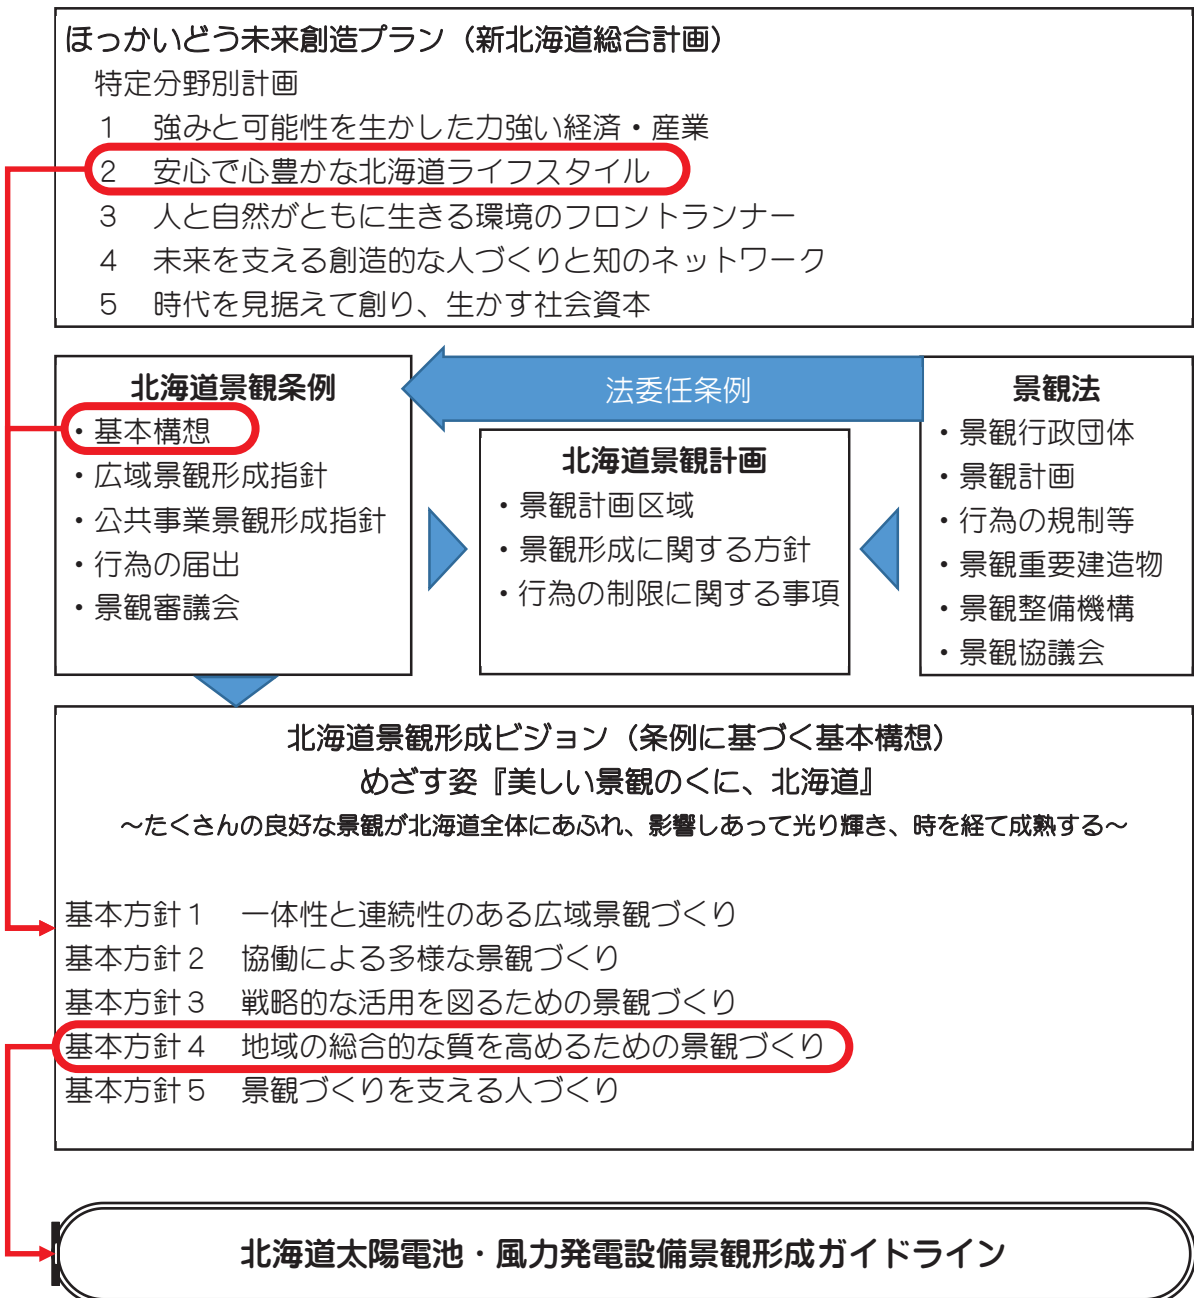 ほっかいどう未来創造プラン（新北海道総合計画）
特定分野別計画
１　強みと可能性を生かした力強い経済・産業
２　安心で心豊かな北海道ライフスタイル
３　人と自然がともに生きる環境のフロントランナー
４　未来を支える創造的な人づくりと知のネットワーク
５　時代を見据えて創り、生かす社会資本
北海道景観条例
・基本構想
・広域景観形成指針
・公共事業景観形成指針
・行為の届出
・景観審議会
法委任条例
北海道景観計画
・景観計画区域
・景観形成に関する方針
・行為の制限に関する事項
景観法
・景観行政団体
・景観計画
・行為の規制等
・景観重要建造物
・景観整備機構
・景観協議会
北海道景観形成ビジョン（条例に基づく基本構想）
めざす姿『美しい景観のくに、北海道』
～たくさんの良好な景観が北海道全体にあふれ、影響しあって光り輝き、時を経て成熟する～
基本方針１　一体性と連続性のある広域景観づくり
基本方針２　協働による多様な景観づくり
基本方針３　戦略的な活用を図るための景観づくり
基本方針４　地域の総合的な質を高めるための景観づくり
基本方針５　景観づくりを支える人づくり
北海道太陽電池・風力発電設備景観形成ガイドライン